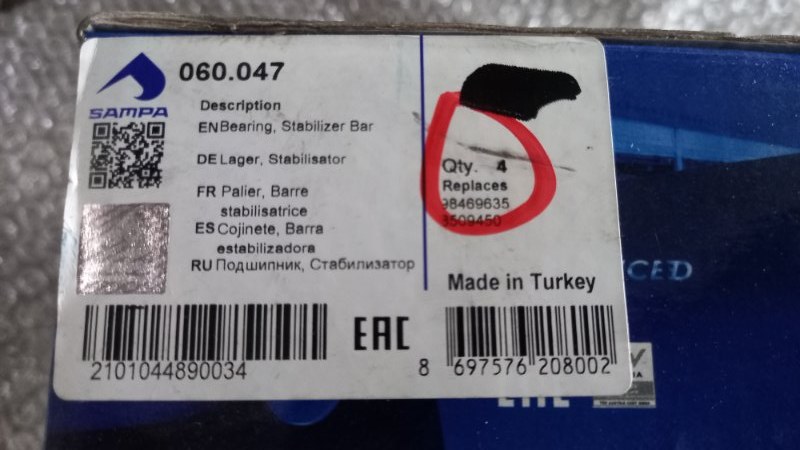 060.047
SAMPA
Description
EN Bearing, Stabilizer Bar
DE Lager, Stabilisator
FR Palier, Barre
stabilisatrice
ES Cojinete, Barra
estabilizadora
RU Подшипник, Стабилизатор
Qty. 4
Replaces
98469635
8509450
Made in Turkey
2101044890034
EAC
8 697576 208002